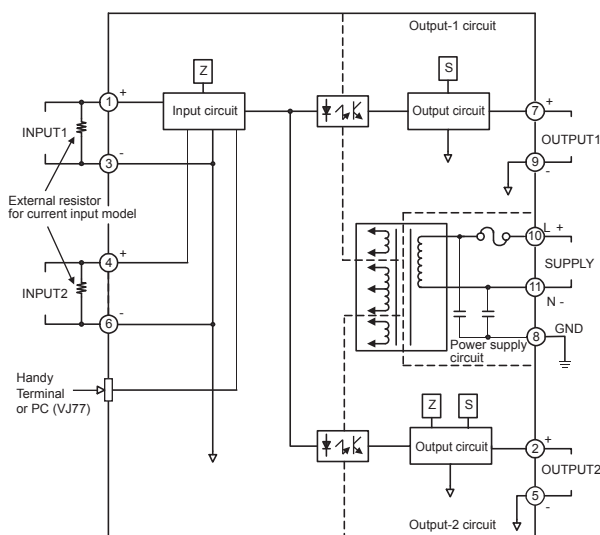 Output-1 circuit
Z
S
1
+
Input circuit
Output circuit
7
+
INPUT1
OUTPUT1
3
-
9
-
External resistor
for current input model
L +
10
4
+
SUPPLY
INPUT2
11
N -
6
-
8
GND
Power supply
circuit
Handy
Terminal
or PC (VJ77)
Z
S
Output circuit
2
+
OUTPUT2
5
-
Output-2 circuit